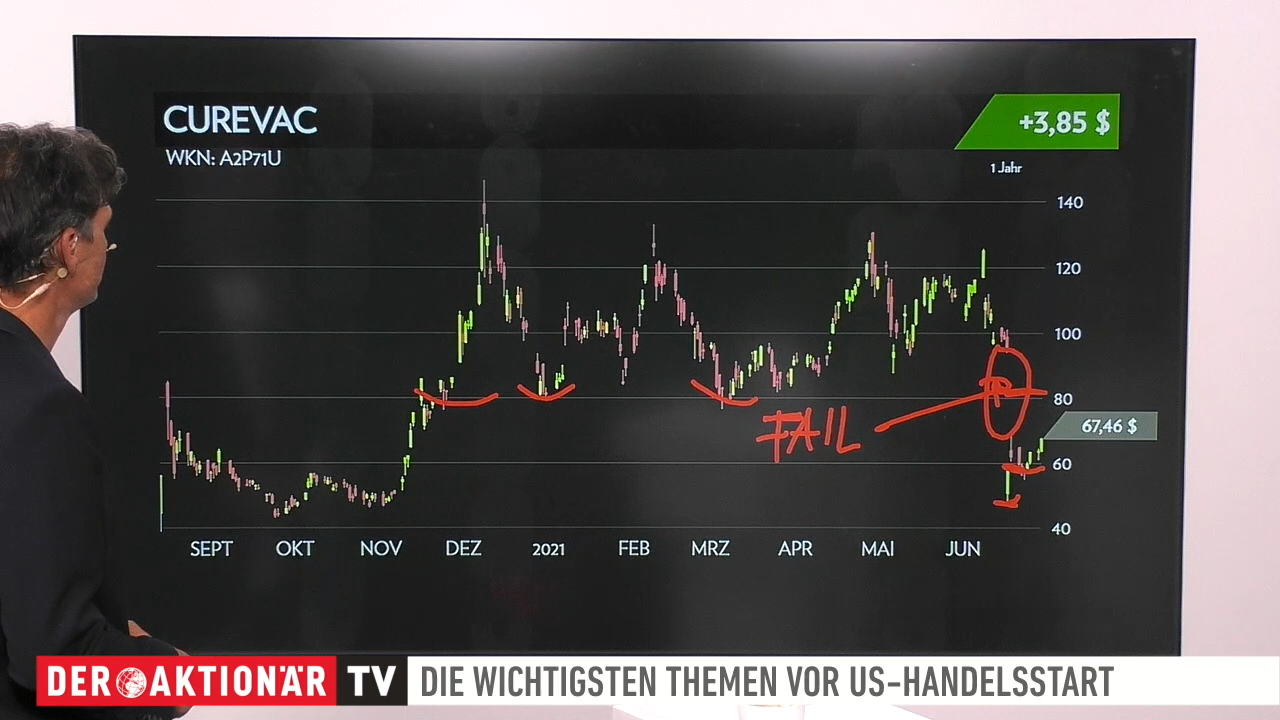 CUREVAC
+3,85 $
WKN: A2P71U
1 Jahr
140
120
100
80
FAIL
67,46 $
60
40
SEPT OKT NOV DEZ 2021 FEB MRZ APR MAI JUN
DER AKTIONÄR TV DIE WICHTIGSTEN THEMEN VOR US-HANDELSSTART